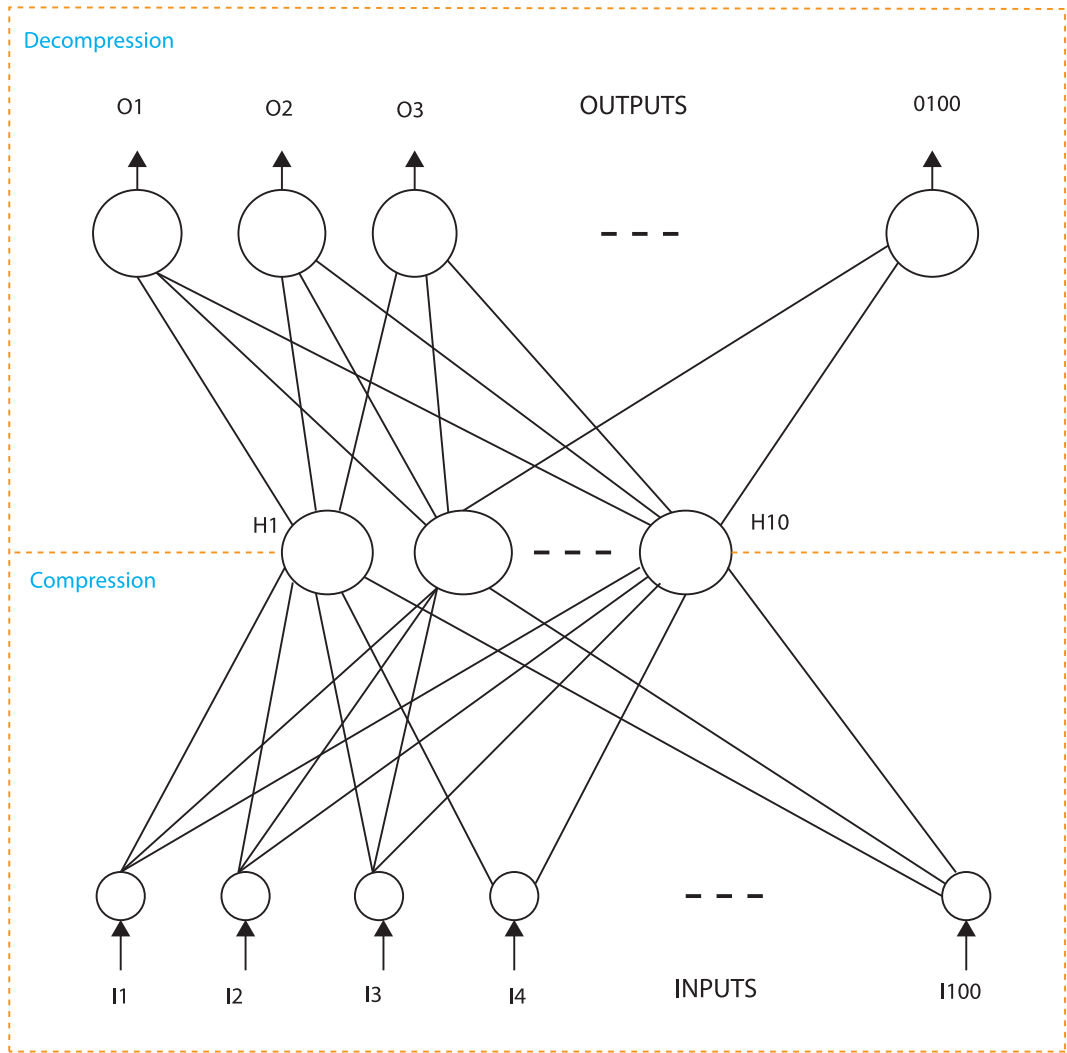 Decompression
O1 O2 O3 OUTPUTS 0100
H1 H10
Compression
I1 I2 I3 I4 INPUTS I100